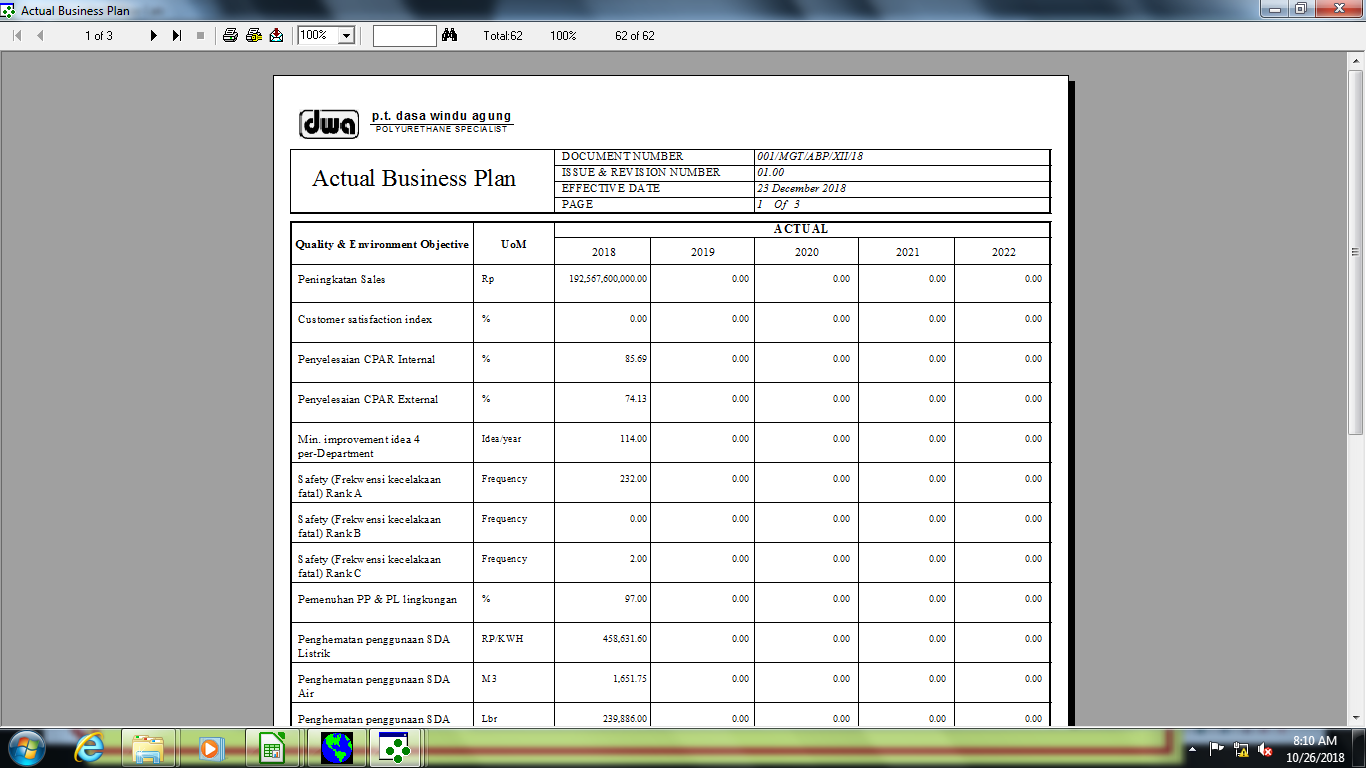 Actual Business Plan
1 of 3 100% Total:62 100% 62 of 62
dwa p.t. dasa windu agung
POLYURETHANE SPECIALIST
Actual Business Plan
DOCUMENT NUMBER 001/MGT/ABP/XII/18
ISSUE & REVISION NUMBER 01.00
EFFECTIVE DATE 23 December 2018
PAGE 1 Of 3
Quality & Environment Objective UoM ACTUAL
2018 2019 2020 2021 2022
Peningkatan Sales Rp 192,567,600,000.00 0.00 0.00 0.00 0.00
Customer satisfaction index % 0.00 0.00 0.00 0.00 0.00
Penyelesaian CPAR Internal % 85.69 0.00 0.00 0.00 0.00
Penyelesaian CPAR External % 74.13 0.00 0.00 0.00 0.00
Min. improvement idea 4 Idea/year 114.00 0.00 0.00 0.00 0.00
per-Department
Safety (Frekwensi kecelakaan Frequency 232.00 0.00 0.00 0.00 0.00
fatal) Rank A
Safety (Frekwensi kecelakaan Frequency 0.00 0.00 0.00 0.00 0.00
fatal) Rank B
Safety (Frekwensi kecelakaan Frequency 2.00 0.00 0.00 0.00 0.00
fatal) Rank C
Pemenuhan PP & PL lingkungan % 97.00 0.00 0.00 0.00 0.00
Penghematan penggunaan SDA RP/KWH 458,631.60 0.00 0.00 0.00 0.00
Listrik
Penghematan penggunaan SDA M3 1,651.75 0.00 0.00 0.00 0.00
Air
Penghematan penggunaan SDA Lbr 239,886.00 0.00 0.00 0.00 0.00
8:10 AM
10/26/2018